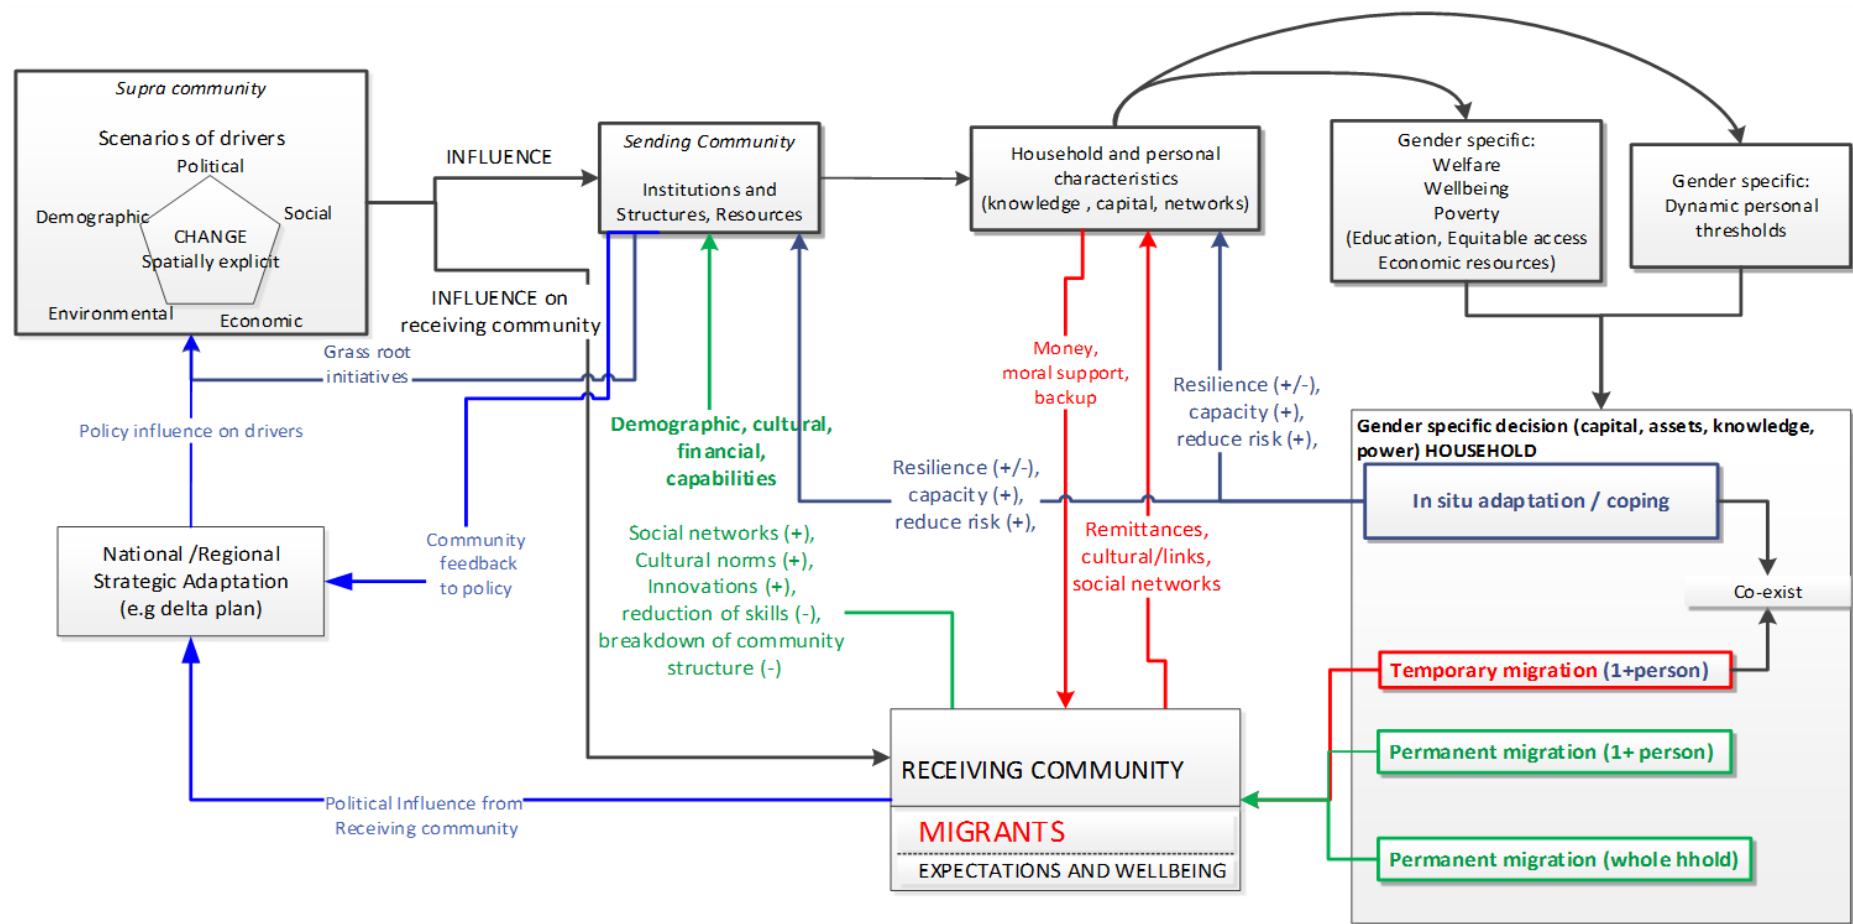 Supra community
Scenarios of drivers
Political
Demographic
Social
CHANGE
Spatially explicit
Environmental
Economic
INFLUENCE
INFLUENCE on
receiving community
Sending Community
Institutions and
Structures, Resources
Household and personal
characteristics
(knowledge , capital, networks)
Gender specific:
Welfare
Wellbeing
Poverty
(Education, Equitable access
Economic resources)
Gender specific:
Dynamic personal
thresholds
Grass root
initiatives
Policy influence on drivers
Money,
moral support,
backup
Resilience (+/-),
capacity (+),
reduce risk (+),
Demographic, cultural,
financial,
capabilities
Resilience (+/-),
capacity (+),
reduce risk (+),
Gender specific decision (capital, assets, knowledge,
power) HOUSEHOLD
In situ adaptation / coping
Co-exist
Temporary migration (1+person)
Permanent migration (1+ person)
Permanent migration (whole hhold)
Remittances,
cultural/links,
social networks
Social networks (+),
Cultural norms (+),
Innovations (+),
reduction of skills (-),
breakdown of community
structure (-)
Community
feedback
to policy
National /Regional
Strategic Adaptation
(e.g delta plan)
RECEIVING COMMUNITY
MIGRANTS
EXPECTATIONS AND WELLBEING
Political Influence from
Receiving community